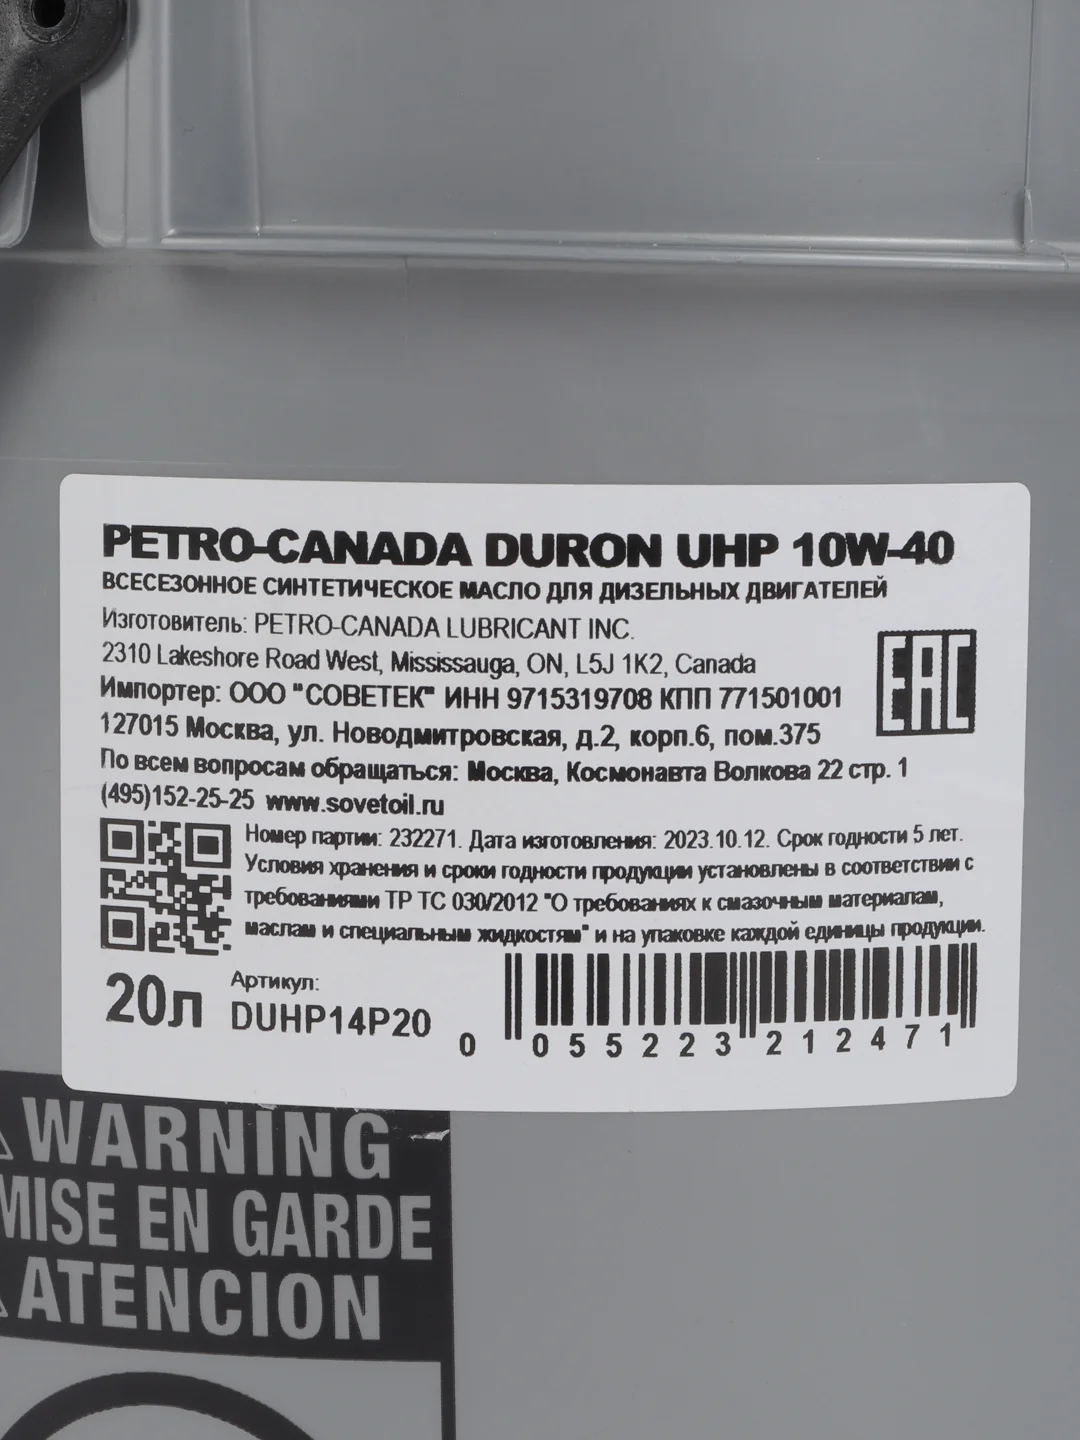 PETRO-CANADA DURON UHP 10W-40
ВСЕСЕЗОННОЕ СИНТЕТИЧЕСКОЕ МАСЛО ДЛЯ ДИЗЕЛЬНЫХ ДВИГАТЕЛЕЙ
Изготовитель: PETRO-CANADA LUBRICANT INC.
2310 Lakeshore Road West, Mississauga, ON, L5J 1K2, Canada
Импортер: ООО "СОВЕТЕК" ИНН 9715319708 КПП 771501001
127015 Москва, ул. Новодмитровская, д.2, корп.6, пом.375
По всем вопросам обращаться: Москва, Космонавта Волкова 22 стр. 1
(495)152-25-25 www.sovetoil.ru
EAC
Номер партии: 232271. Дата изготовления: 2023.10.12. Срок годности 5 лет.
Условия хранения и сроки годности продукции установлены в соответствии с
требованиями ТР ТС 030/2012 "О требованиях к смазочным материалам,
маслам и специальным жидкостям" и на упаковке каждой единицы продукции.
20л
Артикул:
DUHP14P20
0 055223 212471
WARNING
MISE EN GARDE
ATENCION